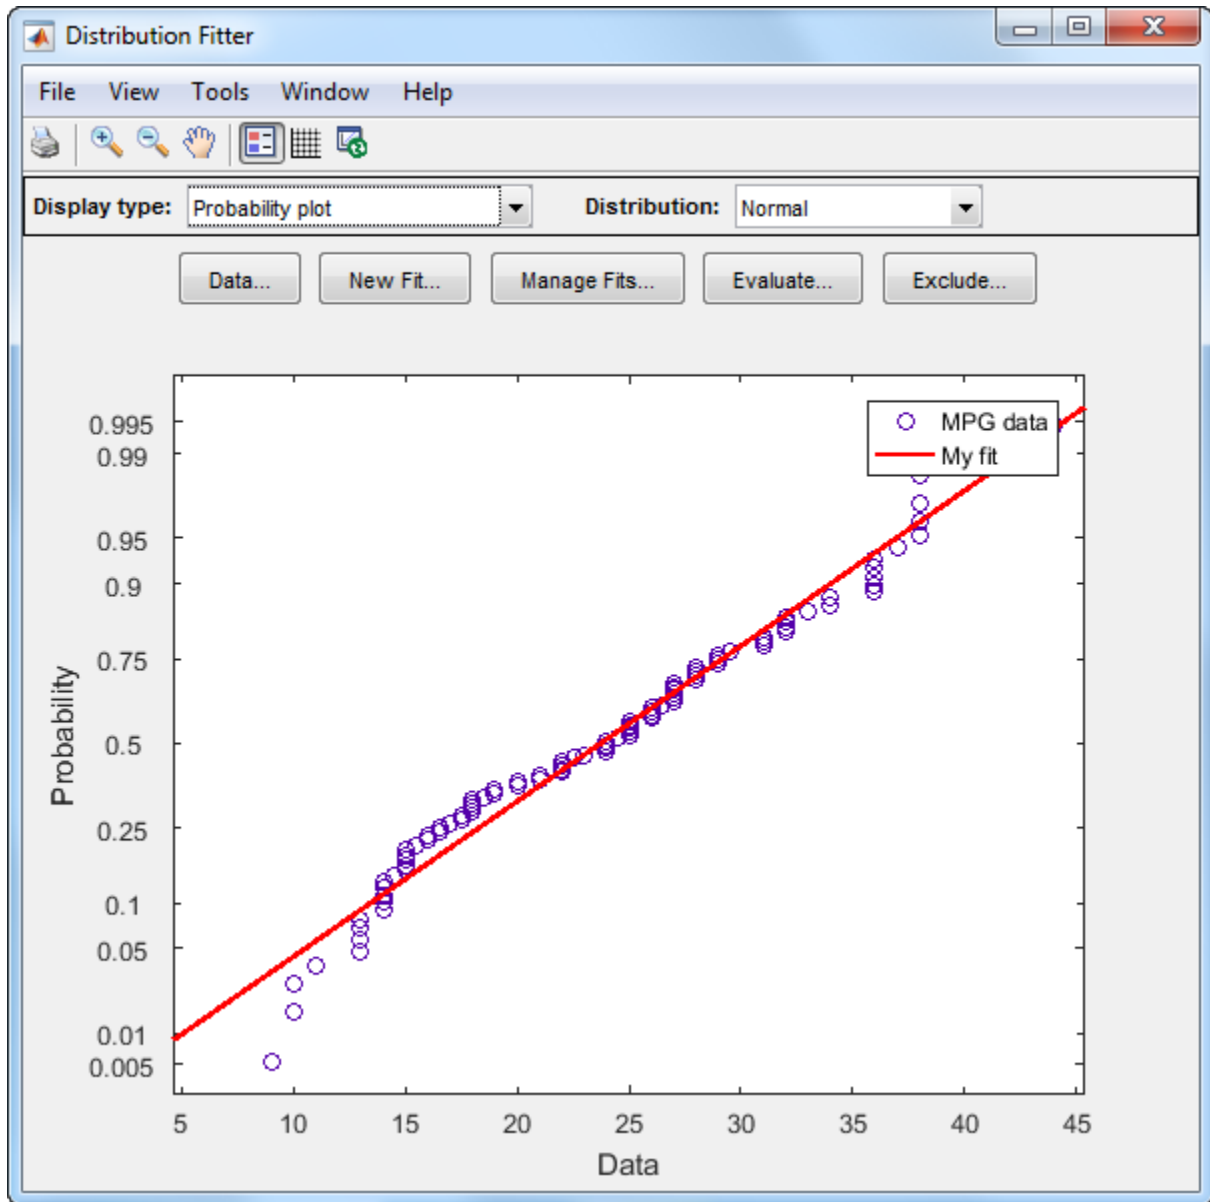 Distribution Fitter
File View Tools Window Help
Display type: Probability plot Distribution: Normal
Data... New Fit... Manage Fits... Evaluate... Exclude...
MPG data
My fit
0.995
0.99
0.95
0.9
0.75
0.5
0.25
0.1
0.05
0.01
0.005
Probability
5 10 15 20 25 30 35 40 45
Data